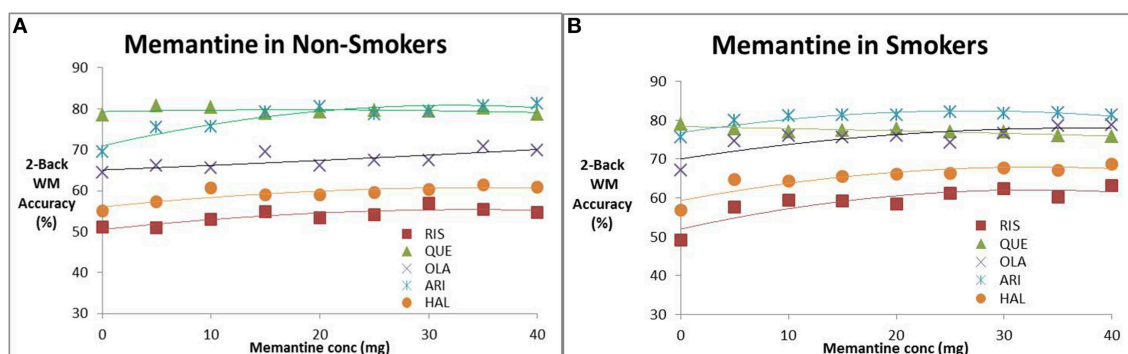 A
Memantine in Non-Smokers
90
80
70
60
50
40
30
2-Back
WM
Accuracy
(%)
RIS
QUE
OLA
ARI
HAL
0
10
20
30
40
Memantine conc (mg)
B
Memantine in Smokers
90
80
70
60
50
40
30
2-Back
WM
Accuracy
(%)
RIS
QUE
OLA
ARI
HAL
0
10
20
30
40
Memantine conc (mg)